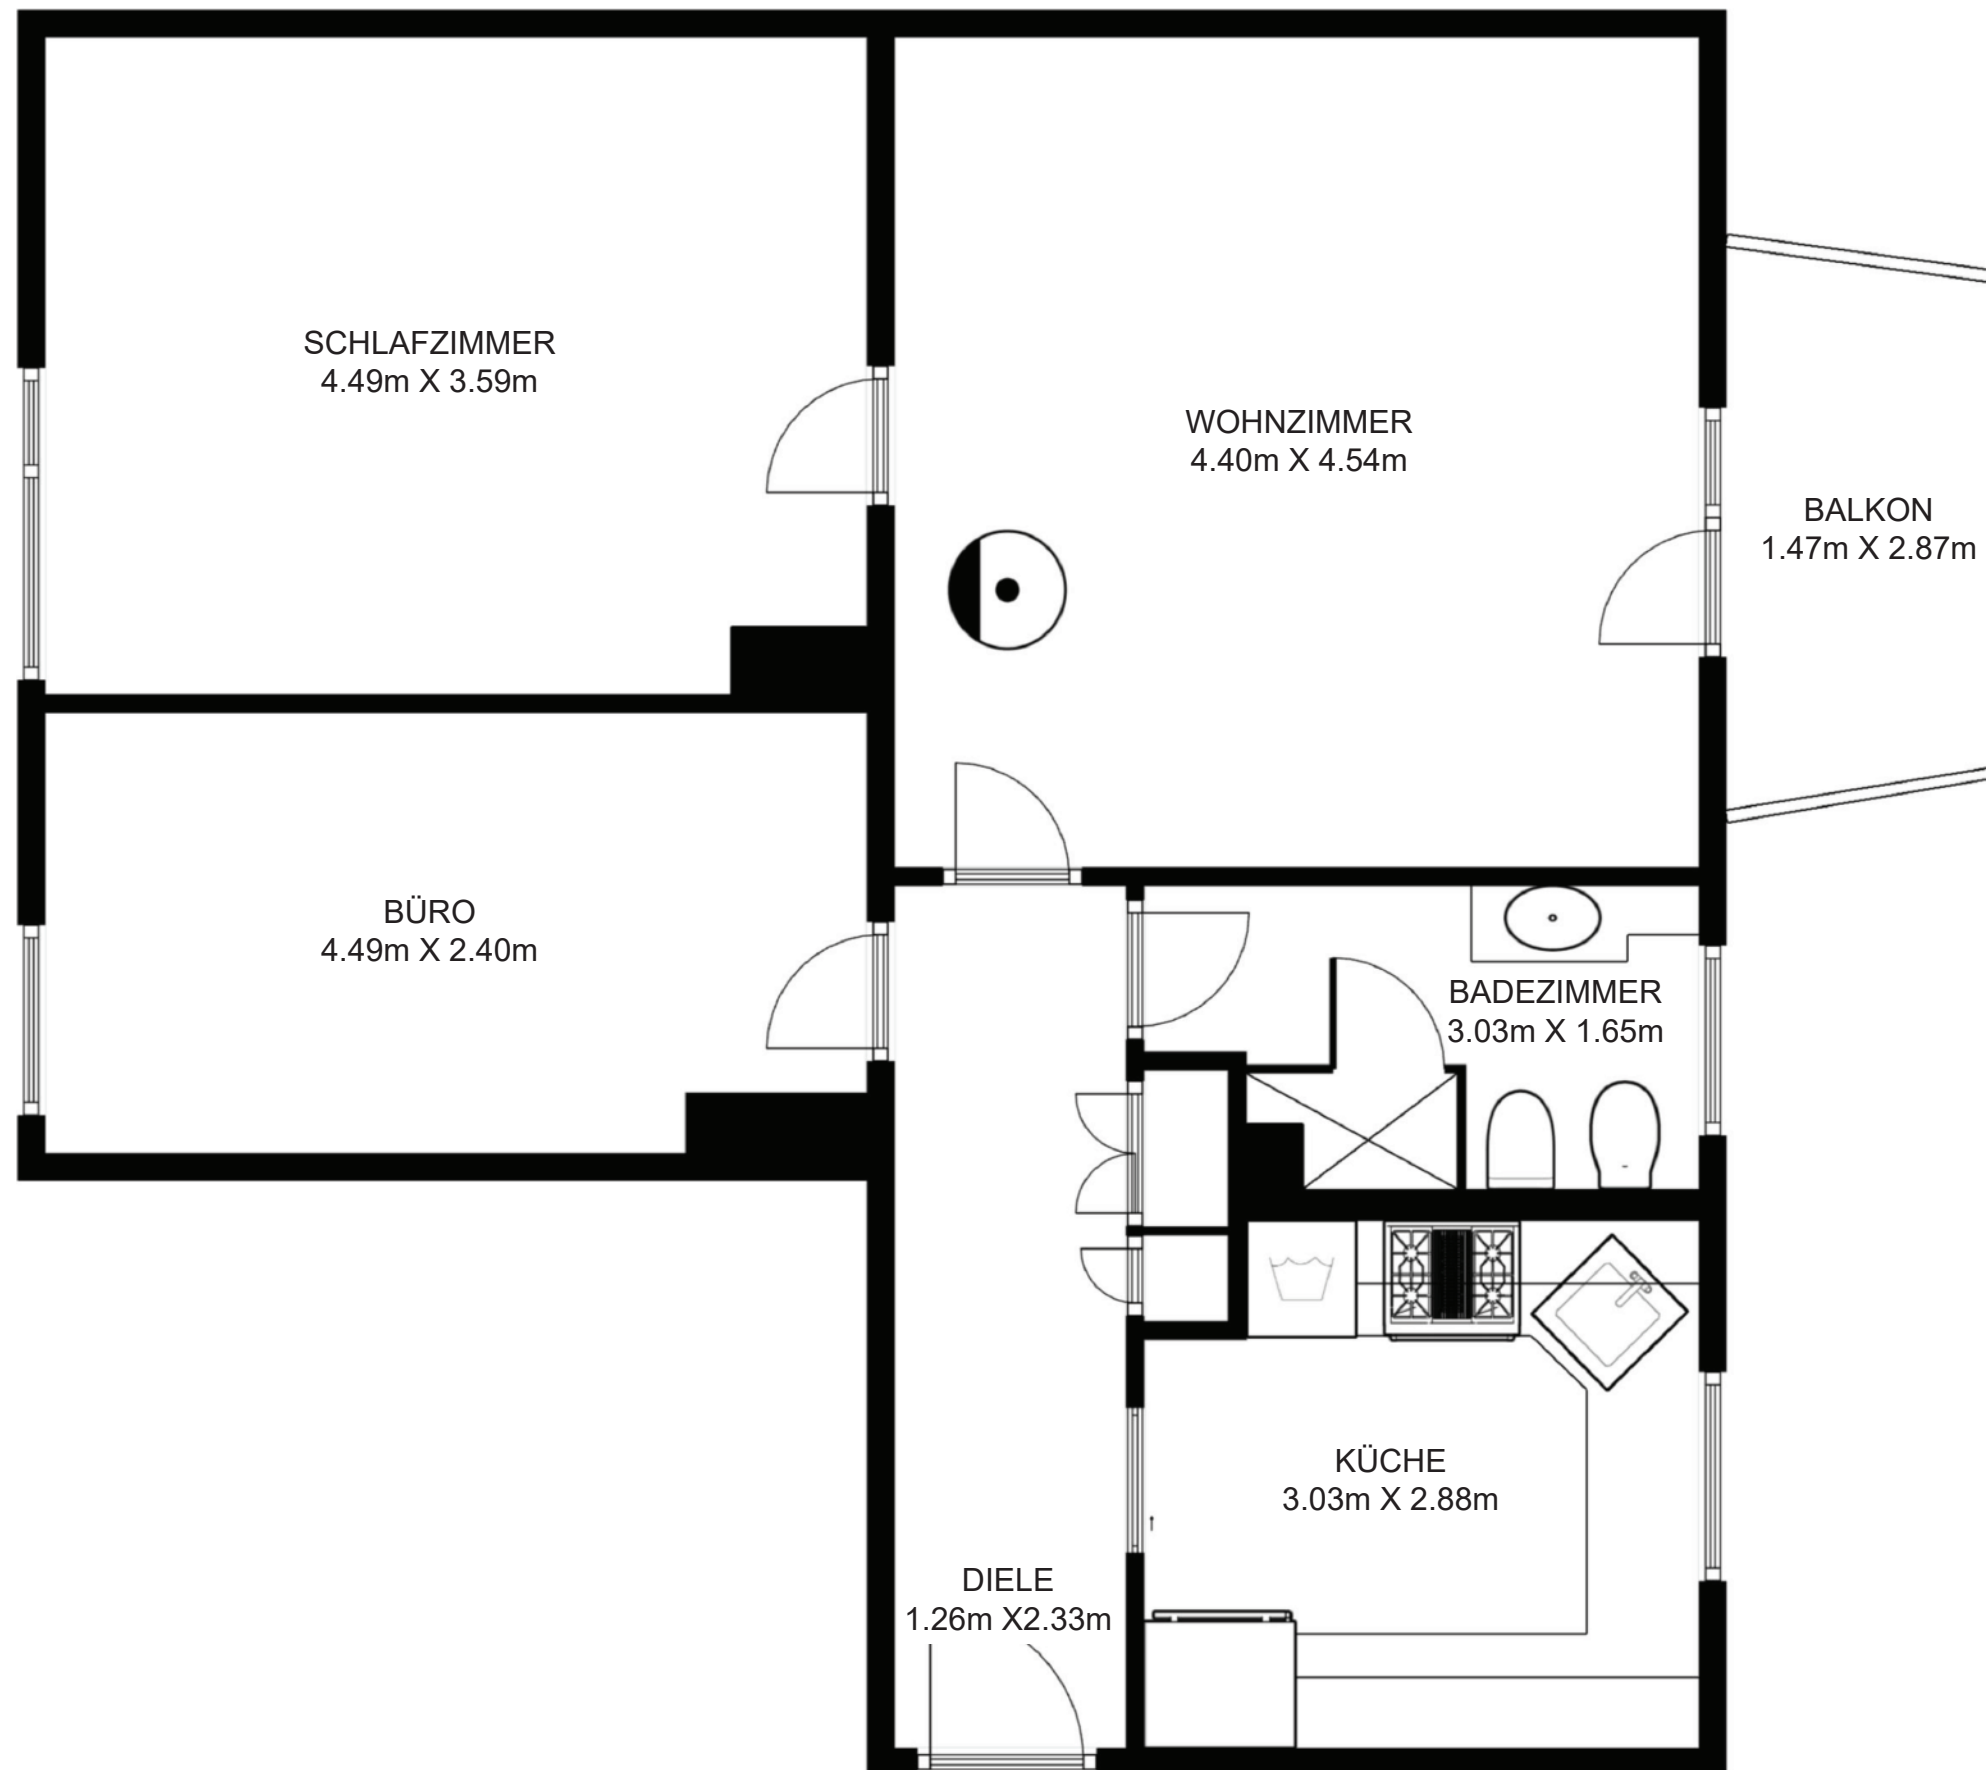 SCHLAFZIMMER
4.49m X 3.59m
WOHNZIMMER
4.40m X 4.54m
BALKON
1.47m X 2.87m
BÜRO
4.49m X 2.40m
BADEZIMMER
3.03m X 1.65m
KÜCHE
3.03m X 2.88m
DIELE
1.26m X2.33m